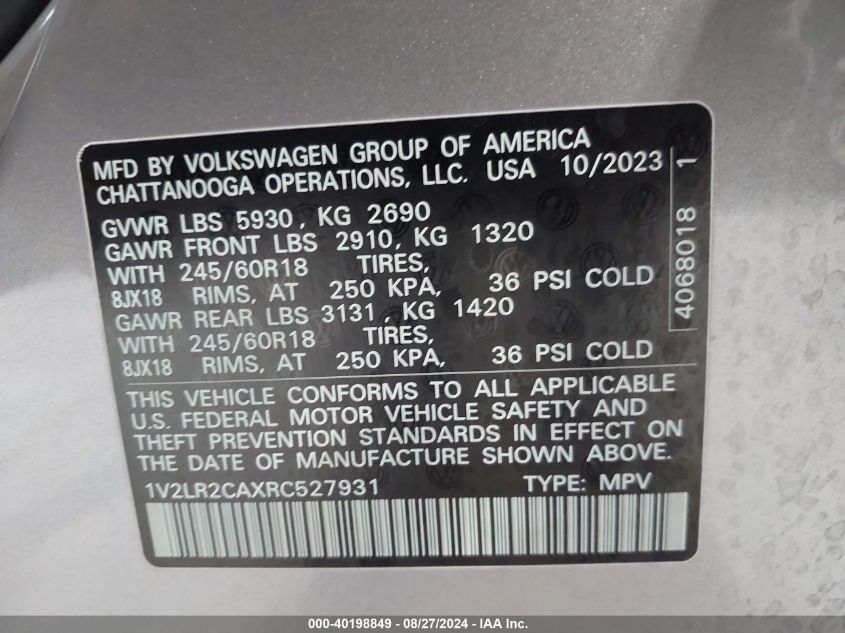 MFD BY VOLKSWAGEN GROUP OF AMERICA
CHATTANOOGA OPERATIONS, LLC. USA 10/2023
GVWR LBS 5930, KG 2690
GAWR FRONT LBS 2910, KG 1320
WITH 245/60R18 TIRES,
8JX18 RIMS, AT 250 KPA, 36 PSI COLD
GAWR REAR LBS 3131, KG 1420
WITH 245/60R18 TIRES,
8JX18 RIMS, AT 250 KPA, 36 PSI COLD
4068018 1
THIS VEHICLE CONFORMS TO ALL APPLICABLE
U.S. FEDERAL MOTOR VEHICLE SAFETY AND
THEFT PREVENTION STANDARDS IN EFFECT ON
THE DATE OF MANUFACTURE SHOWN ABOVE.
1V2LR2CAXRC527931 TYPE: MPV
000-40198849 - 08/27/2024 - IAA Inc.